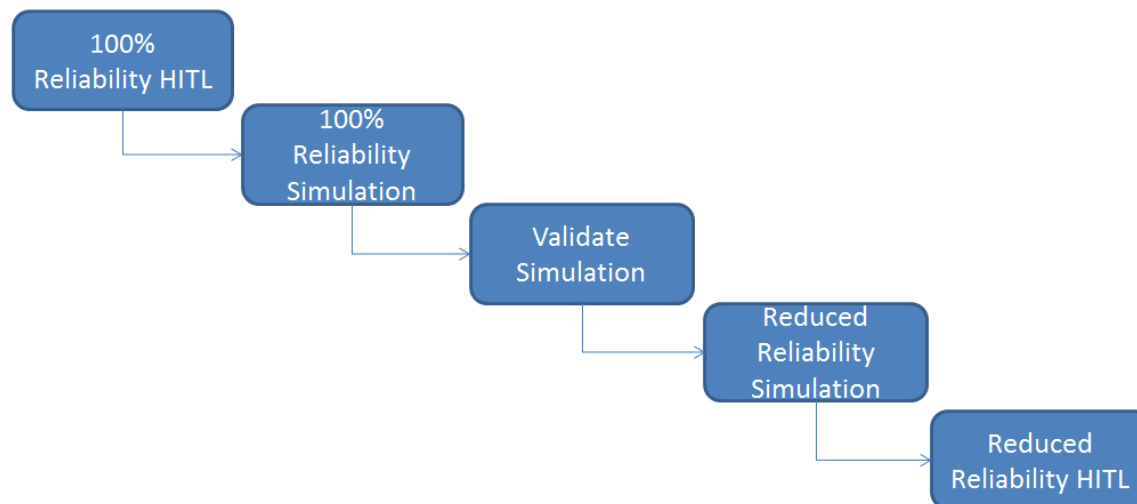 100%
Reliability HITL
100%
Reliability
Simulation
Validate
Simulation
Reduced
Reliability
Simulation
Reduced
Reliability HITL